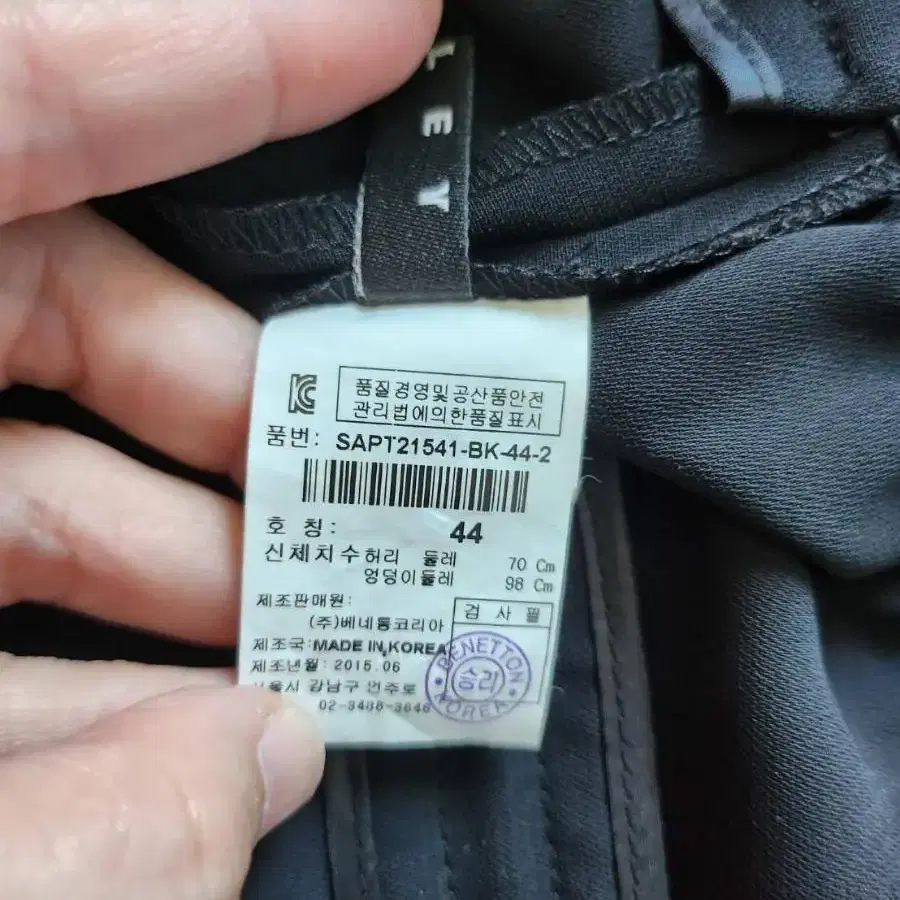 LEY
품질경영및공산품안전
관리법에의한품질표시
품번: SAPT21541-BK-44-2
호 칭: 44
신체치수 허리 둘레 70 Cm
엉덩이둘레 98 Cm
제조판매원:
(주)베네통코리아
검 사 필
제조국: MADE IN KOREA
제조년월: 2015.06
서울시 강남구 언주로
02-3488-3648
BENETTON
승리
KOREA